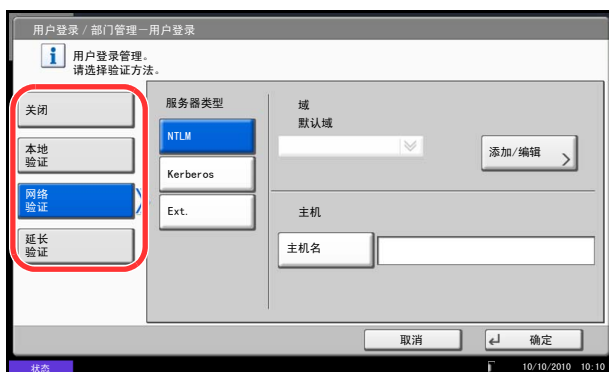 用户登录 / 部门管理－用户登录
用户登录管理。
请选择验证方法。
关闭
本地
验证
网络
验证
延长
验证
服务器类型
NTLM
Kerberos
Ext.
域
默认域
添加/编辑
主机
主机名
取消
确定
状态
10/10/2010 10:10